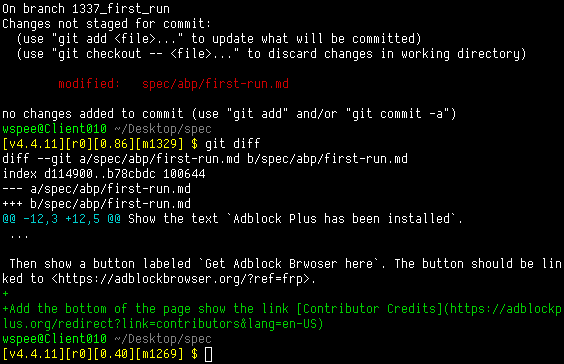 On branch 1337_first_run
Changes not staged for commit:
  (use "git add <file>..." to update what will be committed)
  (use "git checkout -- <file>..." to discard changes in working directory)

        modified:   spec/abp/first-run.md

no changes added to commit (use "git add" and/or "git commit -a")
wspee@Client010 ~/Desktop/spec
[v4.4.11][r0][0.86][m1329] $ git diff
diff --git a/spec/abp/first-run.md b/spec/abp/first-run.md
index d114900..b78cbdc 100644
--- a/spec/abp/first-run.md
+++ b/spec/abp/first-run.md
@@ -12,3 +12,5 @@ Show the text `Adblock Plus has been installed`.
 ...

 Then show a button labeled `Get Adblock Brwoser here`. The button should be lin
ked to <https://adblockbrowser.org/?ref=frp>.
+
+Add the bottom of the page show the link [Contributor Credits](https://adblockp
lus.org/redirect?link=contributors&lang=en-US)
wspee@Client010 ~/Desktop/spec
[v4.4.11][r0][0.40][m1269] $